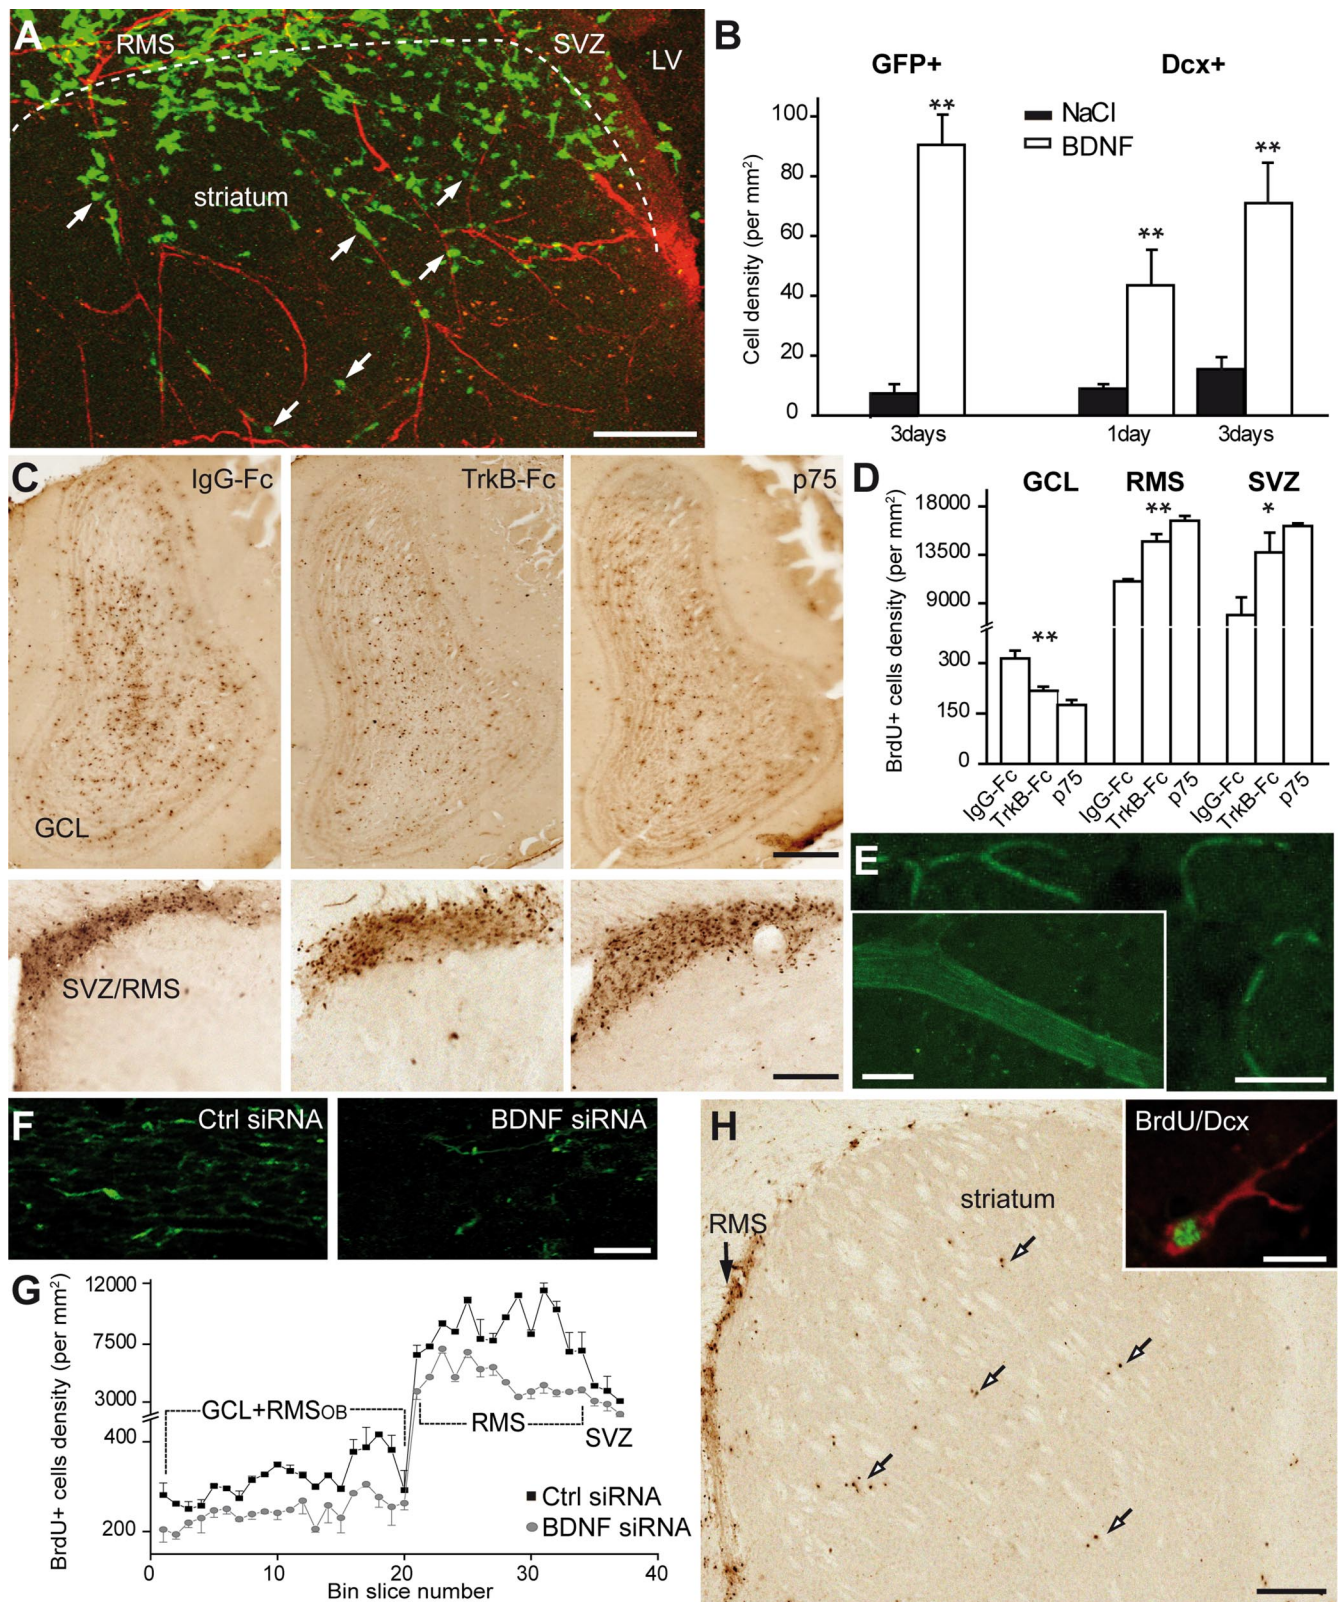 A
RMS
SVZ
LV
striatum
B
GFP+
Dcx+
NaCl
BDNF
Cell density (per mm²)
100
80
60
40
20
0
** ** **
3days
1day
3days
C
IgG-Fc
TrkB-Fc
p75
GCL
SVZ/RMS
D
GCL RMS SVZ
** ** *
BrdU+ cells density (per mm²)
18000
13500
9000
300
150
0
IgG-Fc TrkB-Fc p75 IgG-Fc TrkB-Fc p75 IgG-Fc TrkB-Fc p75
E
F
Ctrl siRNA
BDNF siRNA
G
BrdU+ cells density (per mm²)
12000
7500
3000
400
200
GCL+RMSOB
RMS
SVZ
Ctrl siRNA
BDNF siRNA
0 10 20 30 40
Bin slice number
H
BrdU/Dcx
striatum
RMS